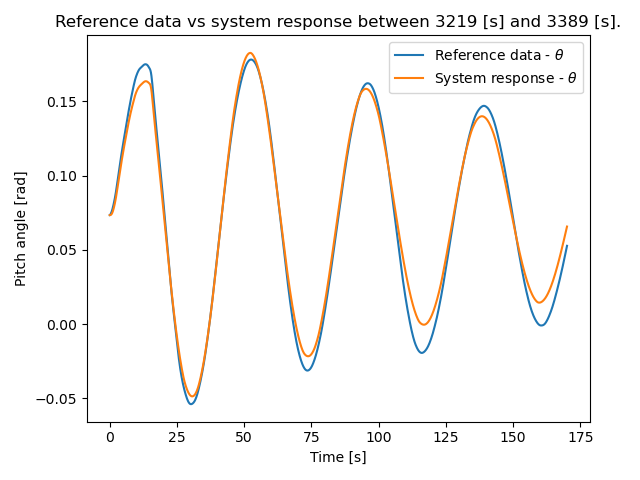 Reference data vs system response between 3219 [s] and 3389 [s].
Reference data - θ
System response - θ
0.15
0.10
0.05
0.00
−0.05
Pitch angle [rad]
0 25 50 75 100 125 150 175
Time [s]